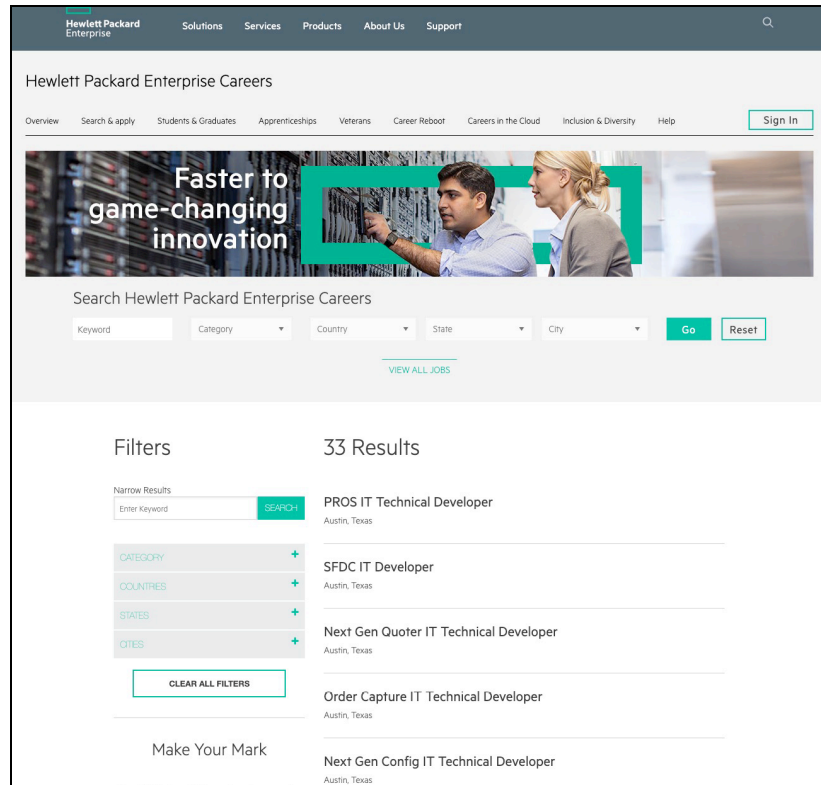 Hewlett Packard
Enterprise
Solutions Services Products About Us Support
Hewlett Packard Enterprise Careers
Overview Search & apply Students & Graduates Apprenticeships Veterans Career Reboot Careers in the Cloud Inclusion & Diversity Help Sign In
Faster to
game-changing
innovation
Search Hewlett Packard Enterprise Careers
Keyword Category Country State City Go Reset
VIEW ALL JOBS
Filters
Narrow Results
Enter Keyword SEARCH
CATEGORY
COUNTRIES
STATES
CITIES
CLEAR ALL FILTERS
Make Your Mark
33 Results
PROS IT Technical Developer
Austin, Texas
SFDC IT Developer
Austin, Texas
Next Gen Quoter IT Technical Developer
Austin, Texas
Order Capture IT Technical Developer
Austin, Texas
Next Gen Config IT Technical Developer
Austin, Texas